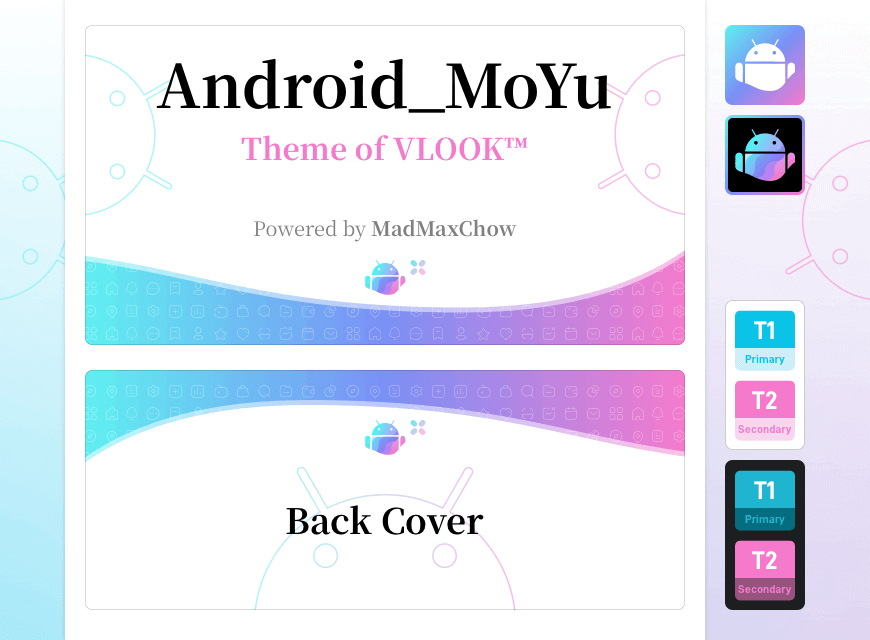 Android_MoYu
Theme of VLOOK™
Powered by MadMaxChow
Back Cover
T1
Primary
T2
Secondary
T1
Primary
T2
Secondary